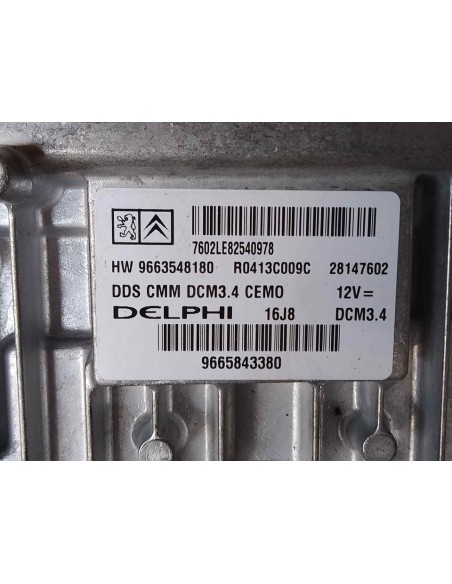 7602LE82540978
HW 9663548180 R0413C009C 28147602
DDS CMM DCM3.4 CEMO 12V=
DELPHI 16J8 DCM3.4
9665843380